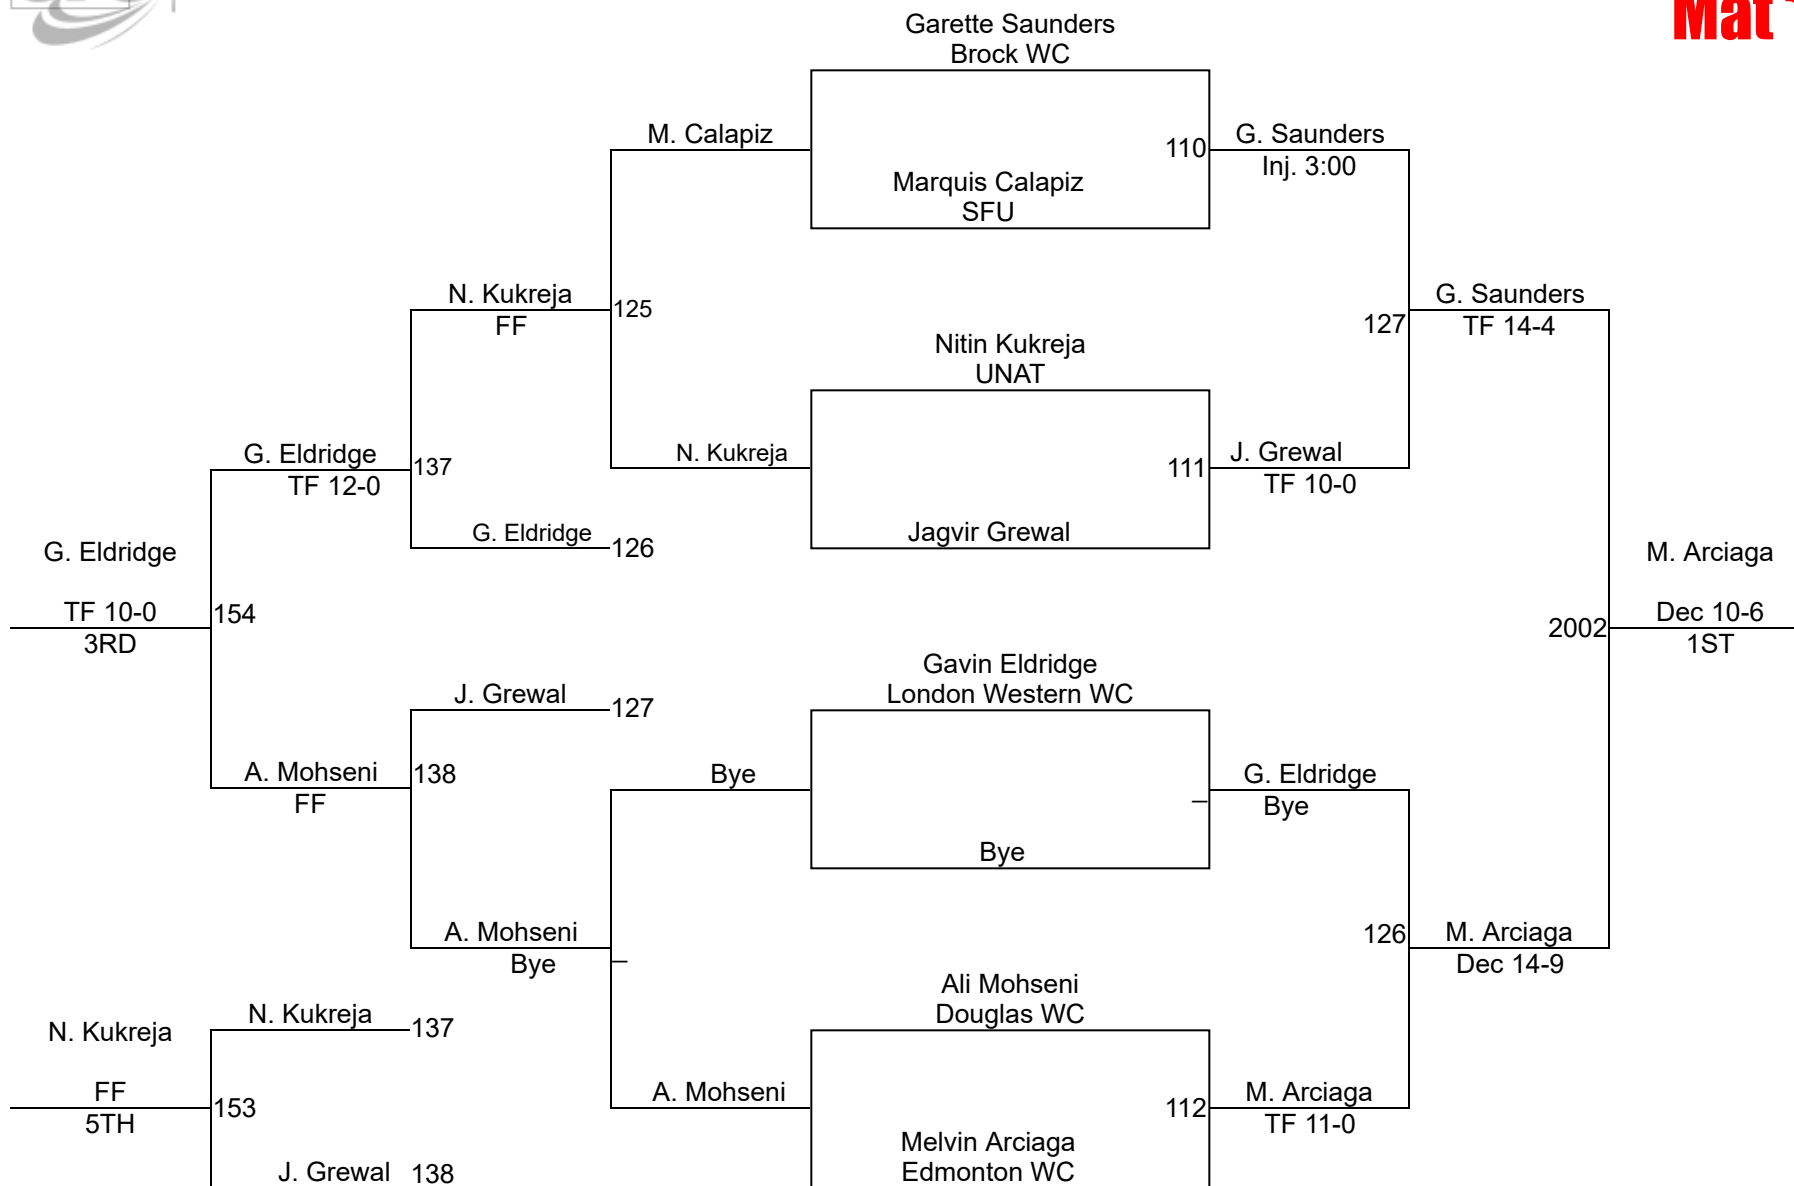 Mat
Garette Saunders
Brock WC
M. Calapiz
110
G. Saunders
Inj. 3:00
Marquis Calapiz
SFU
N. Kukreja
FF
125
G. Saunders
TF 14-4
127
Nitin Kukreja
UNAT
G. Eldridge
TF 12-0
137
N. Kukreja
111
J. Grewal
TF 10-0
G. Eldridge
126
Jagvir Grewal
G. Eldridge
TF 10-0
3RD
154
M. Arciaga
Dec 10-6
1ST
2002
Gavin Eldridge
London Western WC
J. Grewal
127
A. Mohseni
FF
138
Bye
G. Eldridge
Bye
Bye
A. Mohseni
Bye
126
M. Arciaga
Dec 14-9
Ali Mohseni
Douglas WC
N. Kukreja
137
N. Kukreja
FF
5TH
153
A. Mohseni
112
M. Arciaga
TF 11-0
Melvin Arciaga
Edmonton WC
J. Grewal
138